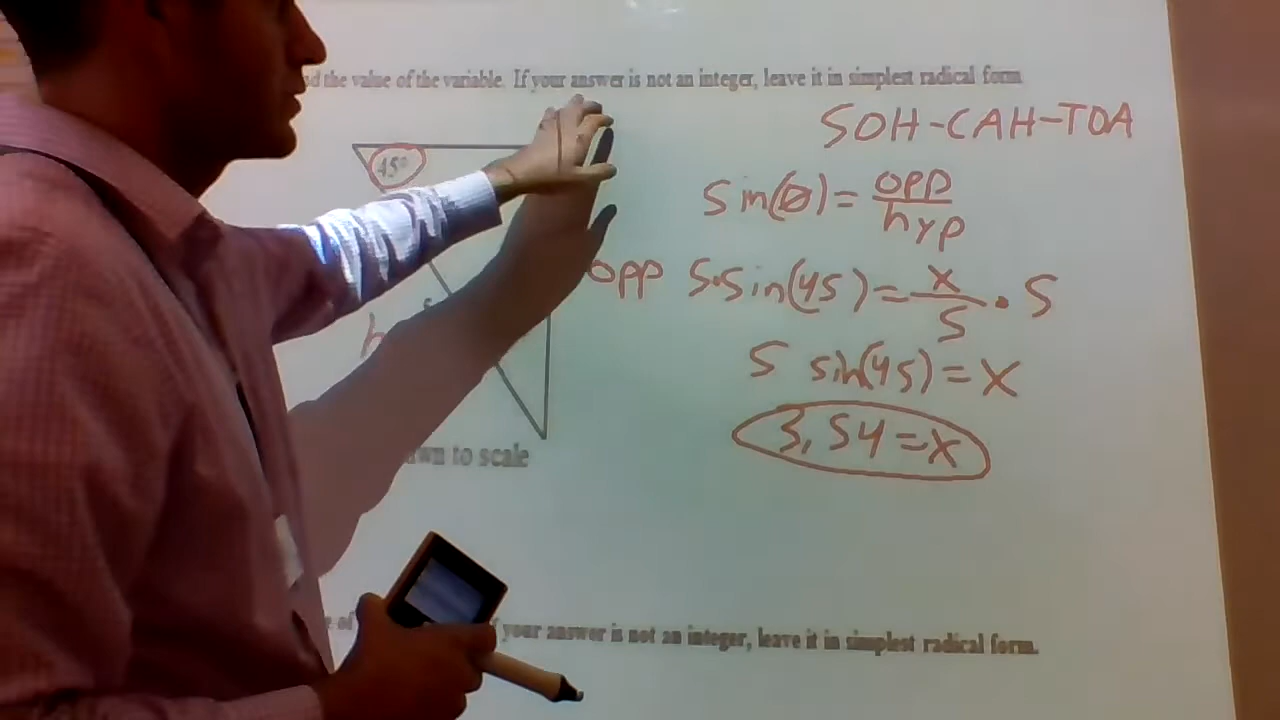 the value of the variable. If your answer is not an integer, leave it in simplest radical form
SOH-CAH-TOA
45°
Sin(θ)=opp/hyp
opp
5·Sin(45)=x/5·5
5 sin(45)=X
3.54=x
to scale
your answer is not an integer, leave it in simplest radical form.